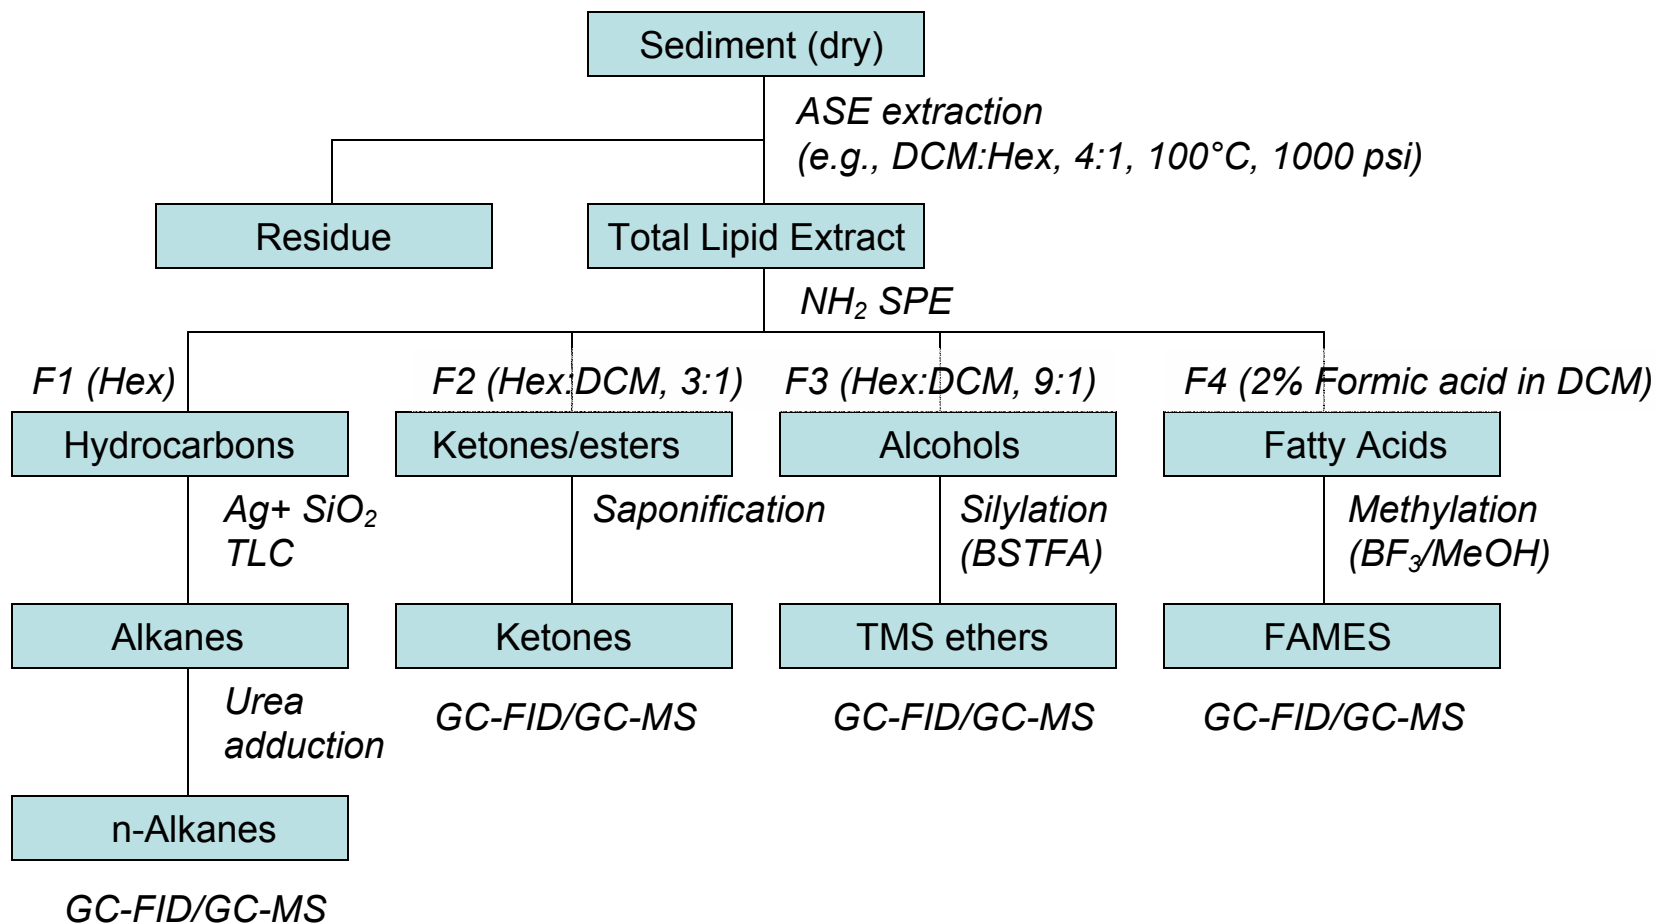 Sediment (dry)
ASE extraction
(e.g., DCM:Hex, 4:1, 100°C, 1000 psi)
Residue
Total Lipid Extract
NH₂ SPE
F1 (Hex)
F2 (Hex:DCM, 3:1)
F3 (Hex:DCM, 9:1)
F4 (2% Formic acid in DCM)
Hydrocarbons
Ketones/esters
Alcohols
Fatty Acids
Ag+ SiO₂
TLC
Saponification
Silylation
(BSTFA)
Methylation
(BF₃/MeOH)
Alkanes
Ketones
TMS ethers
FAMES
Urea
adduction
GC-FID/GC-MS
GC-FID/GC-MS
GC-FID/GC-MS
n-Alkanes
GC-FID/GC-MS